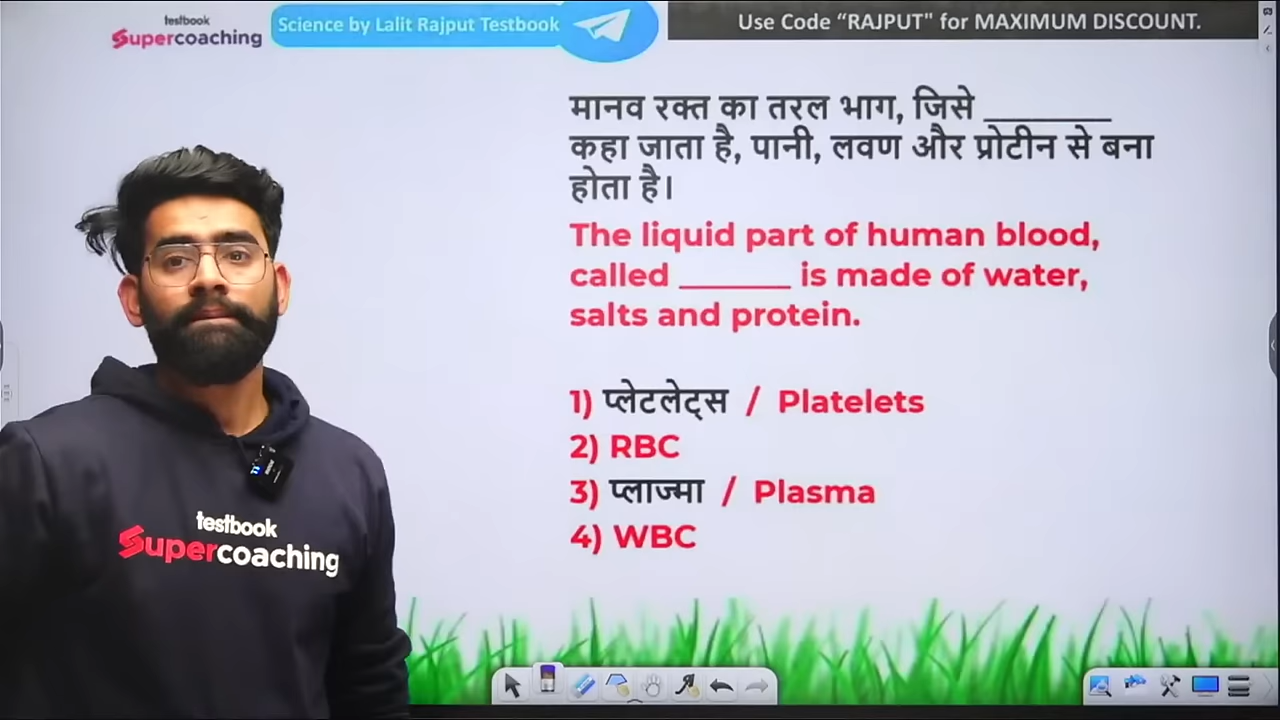 testbook
Supercoaching
Science by Lalit Rajput Testbook
Use Code “RAJPUT" for MAXIMUM DISCOUNT.
मानव रक्त का तरल भाग, जिसे _______
कहा जाता है, पानी, लवण और प्रोटीन से बना
होता है।
The liquid part of human blood,
called _______ is made of water,
salts and protein.
1) प्लेटलेट्स / Platelets
2) RBC
3) प्लाज्मा / Plasma
4) WBC
testbook
Supercoaching